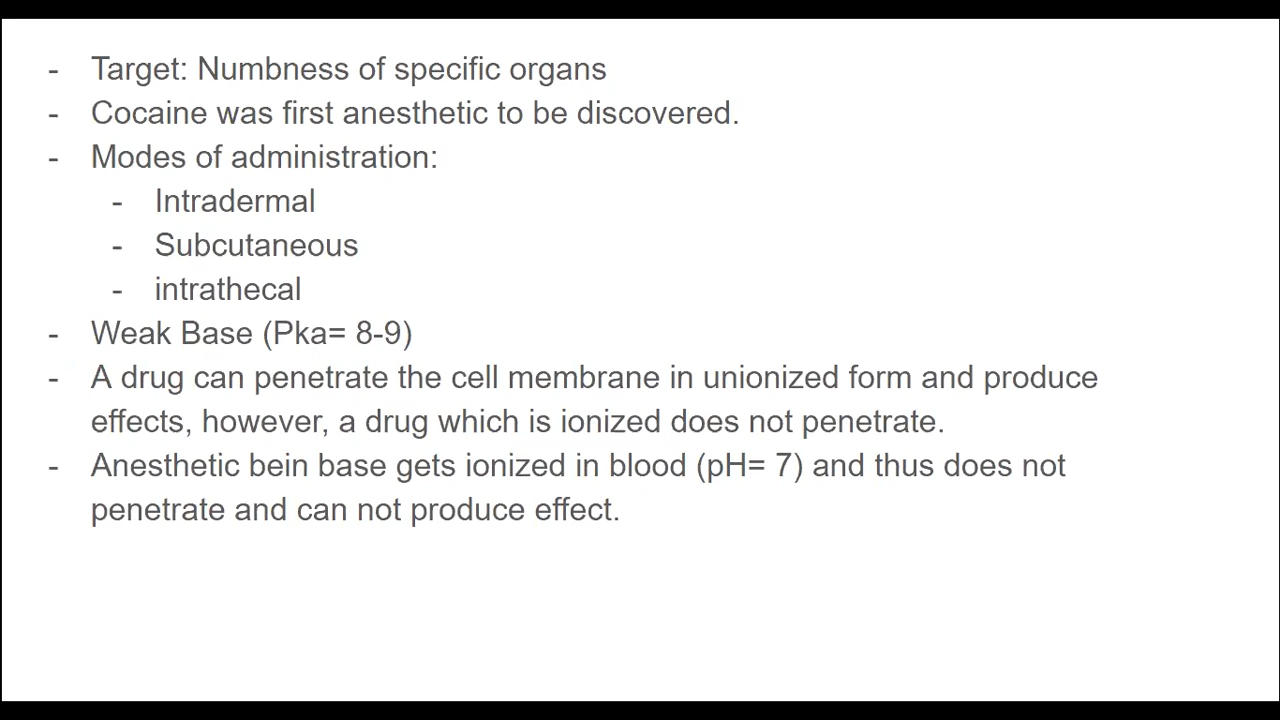 - Target: Numbness of specific organs
- Cocaine was first anesthetic to be discovered.
- Modes of administration:
- Intradermal
- Subcutaneous
- intrathecal
- Weak Base (Pka= 8-9)
- A drug can penetrate the cell membrane in unionized form and produce
effects, however, a drug which is ionized does not penetrate.
- Anesthetic bein base gets ionized in blood (pH= 7) and thus does not
penetrate and can not produce effect.